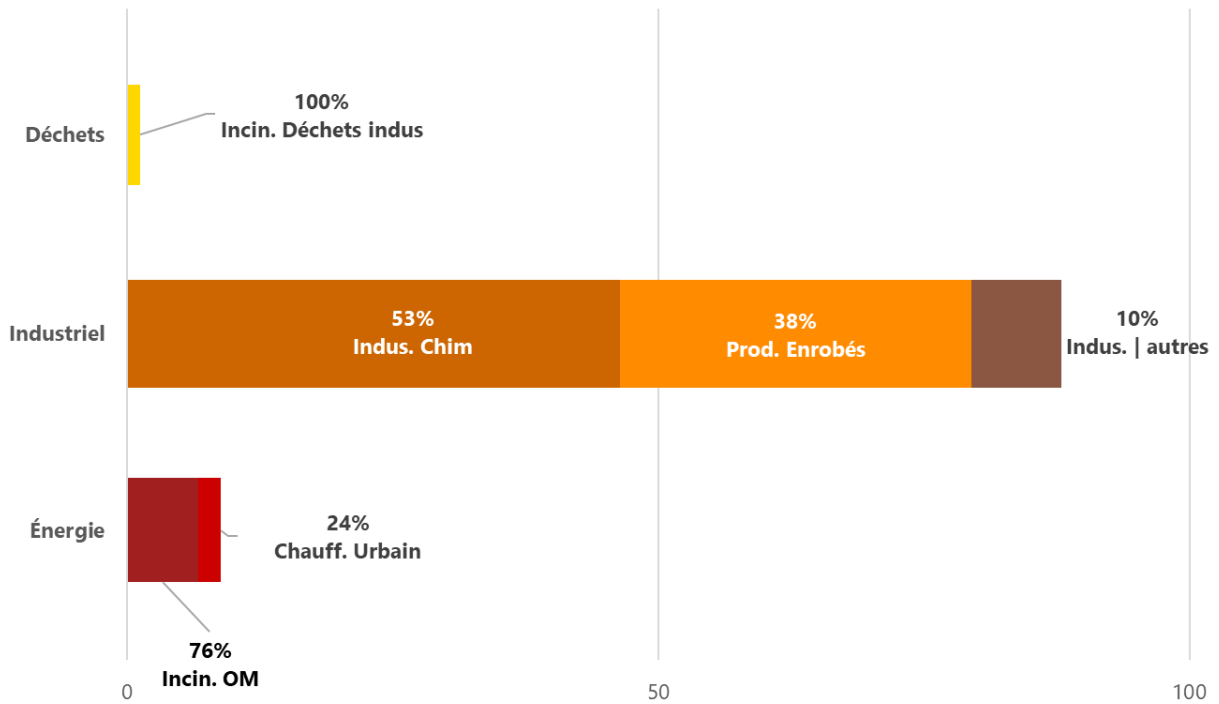 100%
Incin. Déchets indus
Déchets
53%
Indus. Chim
38%
Prod. Enrobés
10%
Indus. | autres
Industriel
24%
Chauff. Urbain
Énergie
76%
Incin. OM
0
50
100